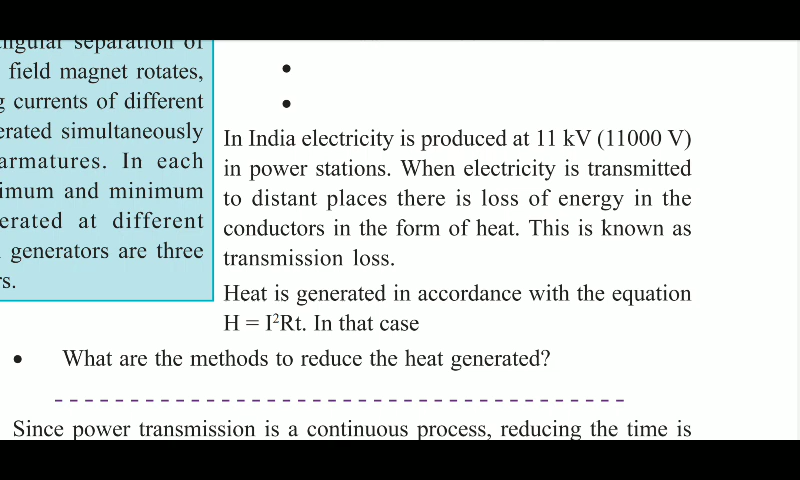 angular separation of
field magnet rotates,
currents of different
simultaneously
armatures. In each
and minimum
at different
generators are three
•
•
In India electricity is produced at 11 kV (11000 V)
in power stations. When electricity is transmitted
to distant places there is loss of energy in the
conductors in the form of heat. This is known as
transmission loss.
Heat is generated in accordance with the equation
H = I²Rt. In that case
• What are the methods to reduce the heat generated?
Since power transmission is a continuous process, reducing the time is